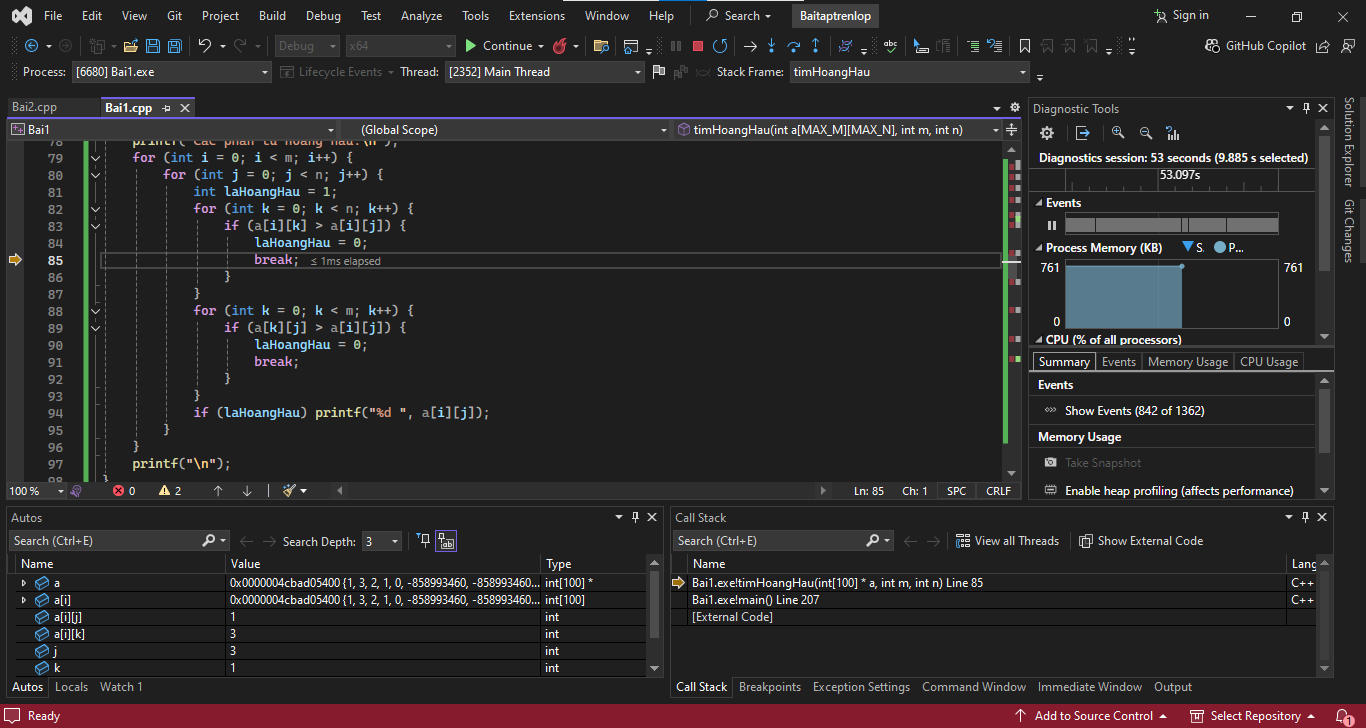 File Edit View Git Project Build Debug Test Analyze Tools Extensions Window Help Search Baitaptrenlop Sign in
Debug x64 Continue GitHub Copilot
Process: [6680] Bai1.exe Lifecycle Events Thread: [2352] Main Thread Stack Frame: timHoangHau
Bai2.cpp Bai1.cpp
Bai1 (Global Scope) timHoangHau(int a[MAX_M][MAX_N], int m, int n)
79 for (int i = 0; i < m; i++) {
80 for (int j = 0; j < n; j++) {
81 int laHoangHau = 1;
82 for (int k = 0; k < n; k++) {
83 if (a[i][k] > a[i][j]) {
84 laHoangHau = 0;
85 break; ≤ 1ms elapsed
86 }
87 }
88 for (int k = 0; k < m; k++) {
89 if (a[k][j] > a[i][j]) {
90 laHoangHau = 0;
91 break;
92 }
93 }
94 if (laHoangHau) printf("%d ", a[i][j]);
95 }
96 }
97 printf("\n");
100 % 0 2 Ln: 85 Ch: 1 SPC CRLF
Diagnostic Tools
Diagnostics session: 53 seconds (9.885 s selected)
53.097s
Events
Process Memory (KB) S. P...
761 761
0 0
CPU (% of all processors)
Summary Events Memory Usage CPU Usage
Events
Show Events (842 of 1362)
Memory Usage
Take Snapshot
Enable heap profiling (affects performance)
Solution Explorer
Git Changes
Autos
Search (Ctrl+E) Search Depth: 3
Name Value Type
a 0x0000004cbad05400 {1, 3, 2, 1, 0, -858993460, -858993460... int[100] *
a[i] 0x0000004cbad05400 {1, 3, 2, 1, 0, -858993460, -858993460... int[100]
a[i][j] 1 int
a[i][k] 3 int
j 3 int
k 1 int
Autos Locals Watch 1
Call Stack
Search (Ctrl+E) View all Threads Show External Code
Name Lang
Bai1.exe!timHoangHau(int[100] * a, int m, int n) Line 85 C++
Bai1.exe!main() Line 207 C++
[External Code]
Call Stack Breakpoints Exception Settings Command Window Immediate Window Output
Ready Add to Source Control Select Repository 1